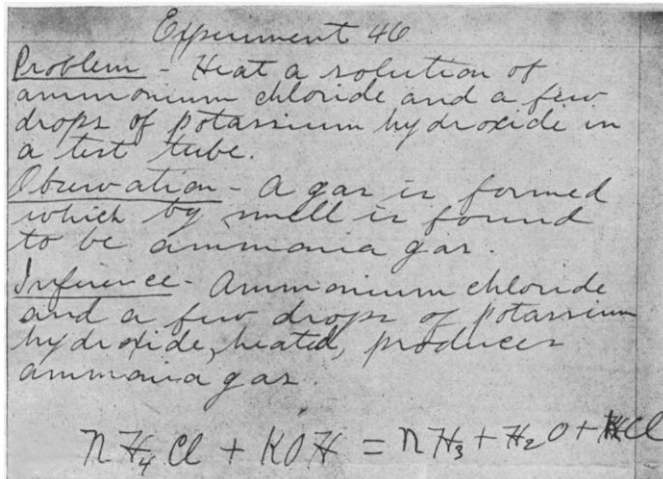 Experiment 46
Problem - Heat a solution of
ammonium chloride and a few
drops of potassium hydroxide in
a test tube.
Observation - A gas is formed
which by smell is found
to be ammonia gas.
Inference - Ammonium chloride
and a few drops of potassium
hydroxide, heated, produces
ammonia gas.
NH₄Cl + KOH = NH₃ + H₂O + KCl